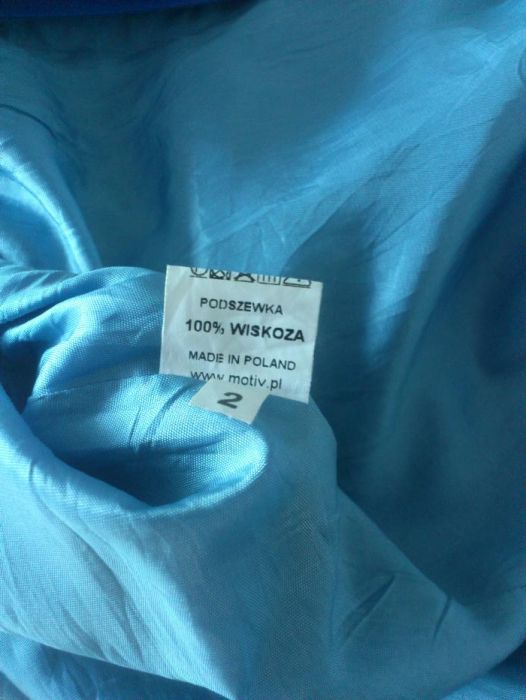 PODSZEWKA
100% WISKOZA
MADE IN POLAND
www.motiv.pl
2